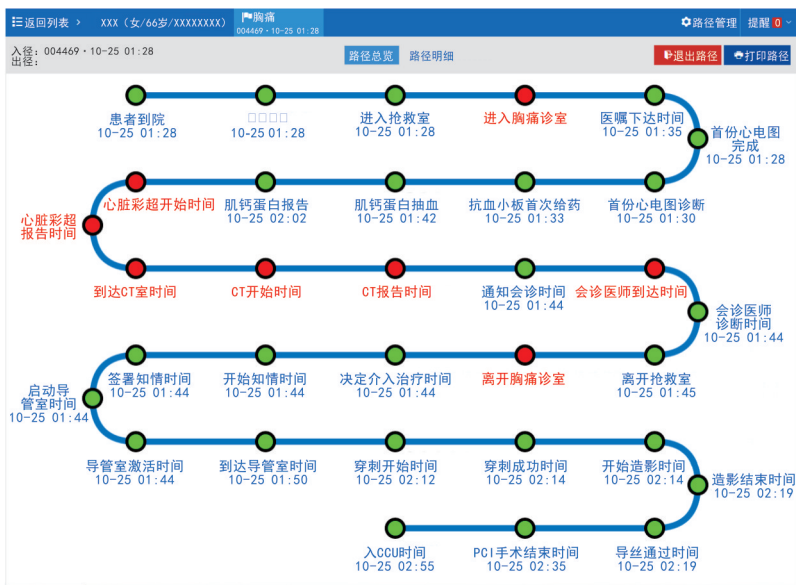 返回列表 >
XXX（女/66岁/XXXXXXXX）
胸痛
004469·10-25 01:28
路径管理
提醒 0
入径：004469·10-25 01:28
出径：
路径总览
路径明细
退出路径
打印路径
患者到院
10-25 01:28
□□□□
10-25 01:28
进入抢救室
10-25 01:28
进入胸痛诊室
医嘱下达时间
10-25 01:35
首份心电图
完成
10-25 01:28
心脏彩超开始时间
肌钙蛋白报告
10-25 02:02
肌钙蛋白抽血
10-25 01:42
抗血小板首次给药
10-25 01:33
首份心电图诊断
10-25 01:30
心脏彩超
报告时间
到达CT室时间
CT开始时间
CT报告时间
通知会诊时间
10-25 01:44
会诊医师到达时间
会诊医师
诊断时间
10-25 01:44
签署知情时间
10-25 01:44
开始知情时间
10-25 01:44
决定介入治疗时间
10-25 01:44
离开胸痛诊室
离开抢救室
10-25 01:45
启动导
管室时间
10-25 01:44
导管室激活时间
10-25 01:44
到达导管室时间
10-25 01:50
穿刺开始时间
10-25 02:12
穿刺成功时间
10-25 02:14
开始造影时间
10-25 02:14
造影结束时间
10-25 02:19
入CCU时间
10-25 02:55
PCI手术结束时间
10-25 02:35
导丝通过时间
10-25 02:19